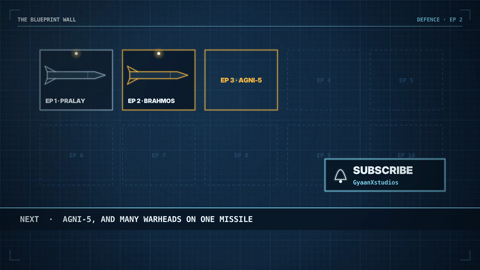 THE BLUEPRINT WALL
DEFENCE · EP 2
EP 1 · PRALAY
EP 2 · BRAHMOS
EP 3 · AGNI-5
EP 4
EP 5
EP 6
EP 7
EP 8
EP 9
EP 10
SUBSCRIBE
GyaanXstudios
NEXT · AGNI-5, AND MANY WARHEADS ON ONE MISSILE